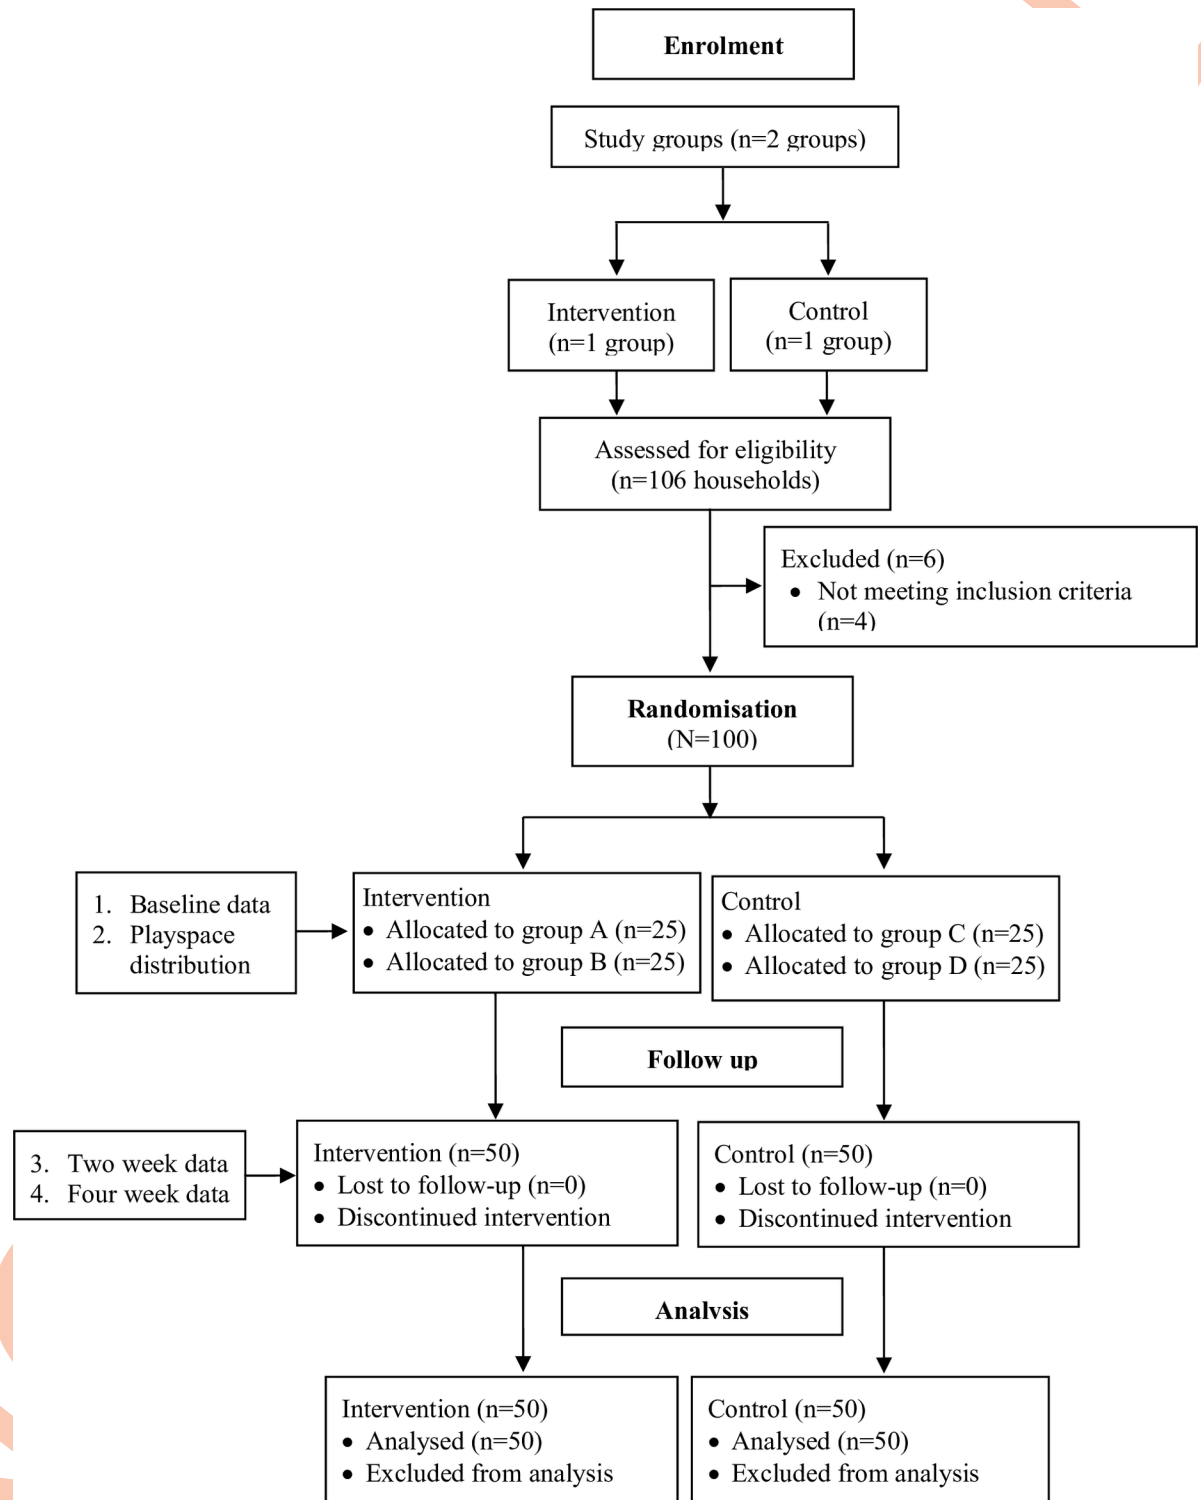 Enrolment
Study groups (n=2 groups)
Intervention
(n=1 group)
Control
(n=1 group)
Assessed for eligibility
(n=106 households)
Excluded (n=6)
• Not meeting inclusion criteria
(n=4)
Randomisation
(N=100)
1. Baseline data
2. Playspace
distribution
Intervention
• Allocated to group A (n=25)
• Allocated to group B (n=25)
Control
• Allocated to group C (n=25)
• Allocated to group D (n=25)
Follow up
3. Two week data
4. Four week data
Intervention (n=50)
• Lost to follow-up (n=0)
• Discontinued intervention
Control (n=50)
• Lost to follow-up (n=0)
• Discontinued intervention
Analysis
Intervention (n=50)
• Analysed (n=50)
• Excluded from analysis
Control (n=50)
• Analysed (n=50)
• Excluded from analysis